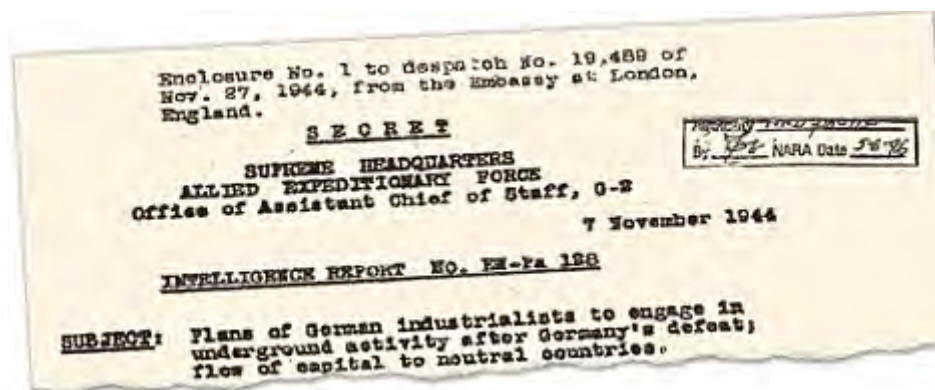 Enclosure No. 1 to despatch No. 19,489 of
Nov. 27, 1944, from the Embassy at London,
England.
SECRET
By NARA Date
SUPREME HEADQUARTERS
ALLIED EXPEDITIONARY FORCE
Office of Assistant Chief of Staff, G-2
7 November 1944
INTELLIGENCE REPORT NO. EW-Pa 128
SUBJECT: Plans of German industrialists to engage in
underground activity after Germany's defeat;
flow of capital to neutral countries.